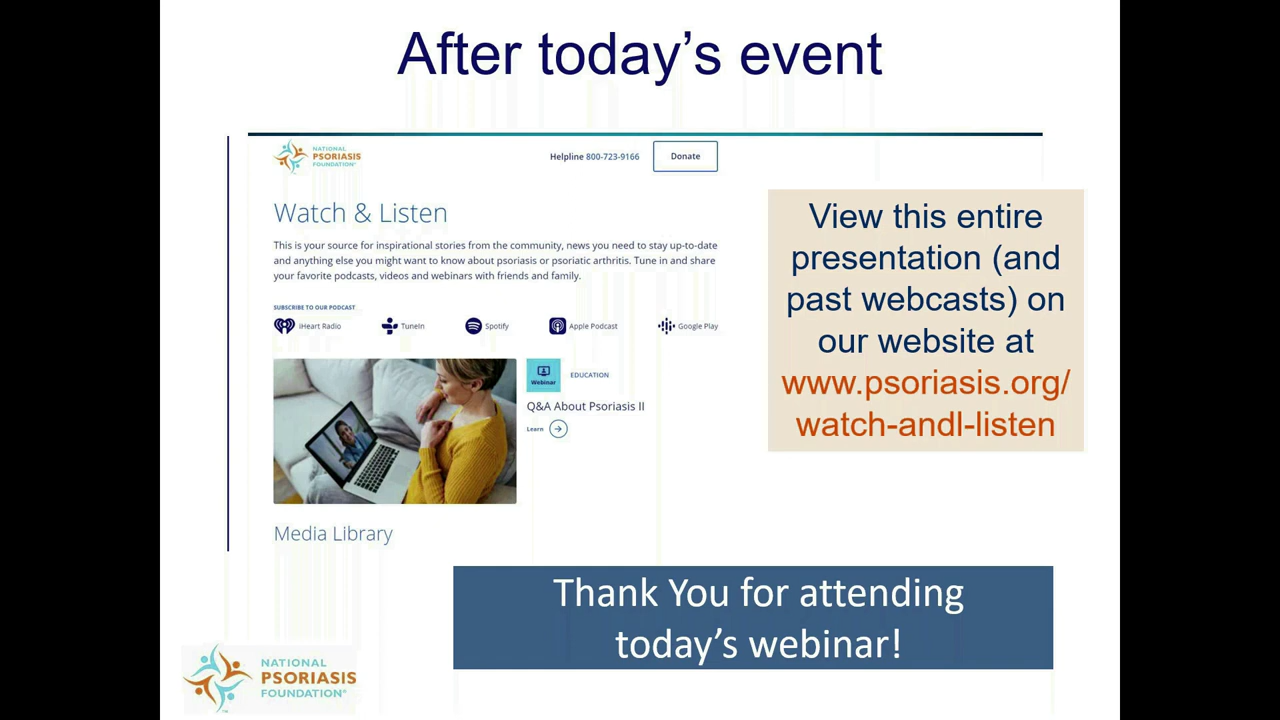 After today’s event
NATIONAL
PSORIASIS
FOUNDATION®
Helpline 800-723-9166
Donate
Watch & Listen
This is your source for inspirational stories from the community, news you need to stay up-to-date
and anything else you might want to know about psoriasis or psoriatic arthritis. Tune in and share
your favorite podcasts, videos and webinars with friends and family.
SUBSCRIBE TO OUR PODCAST
iHeart Radio
TuneIn
Spotify
Apple Podcast
Google Play
Webinar
EDUCATION
Q&A About Psoriasis II
Learn
Media Library
View this entire
presentation (and
past webcasts) on
our website at
www.psoriasis.org/
watch-andl-listen
Thank You for attending
today’s webinar!
NATIONAL
PSORIASIS
FOUNDATION®
™